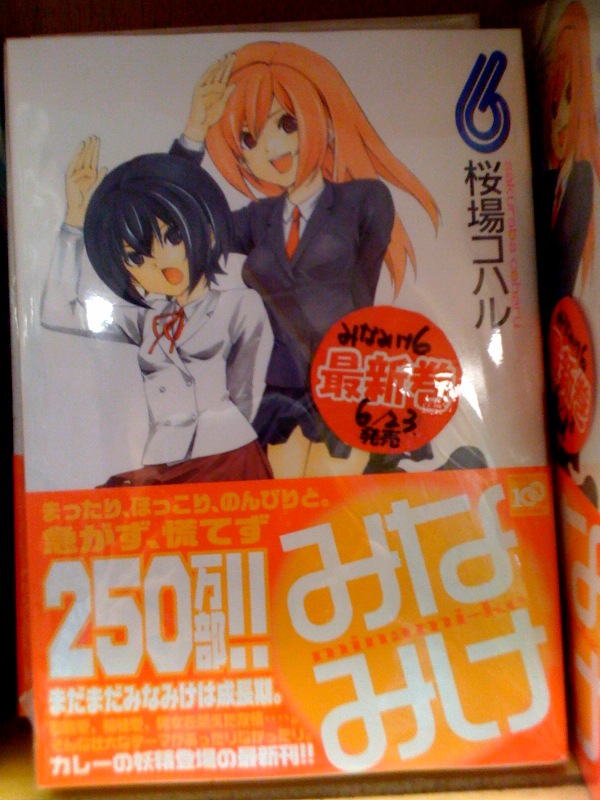 6
桜場コハル
sakuraba coharu
みなみけ6
最新巻
6/23
発売
まったり、ほっこり、のんびりと。
急がず、慌てず
250万部!!
みなみけ
minami-ke
まだまだみなみけは成長期。
カレーの妖精登場の最新刊!!